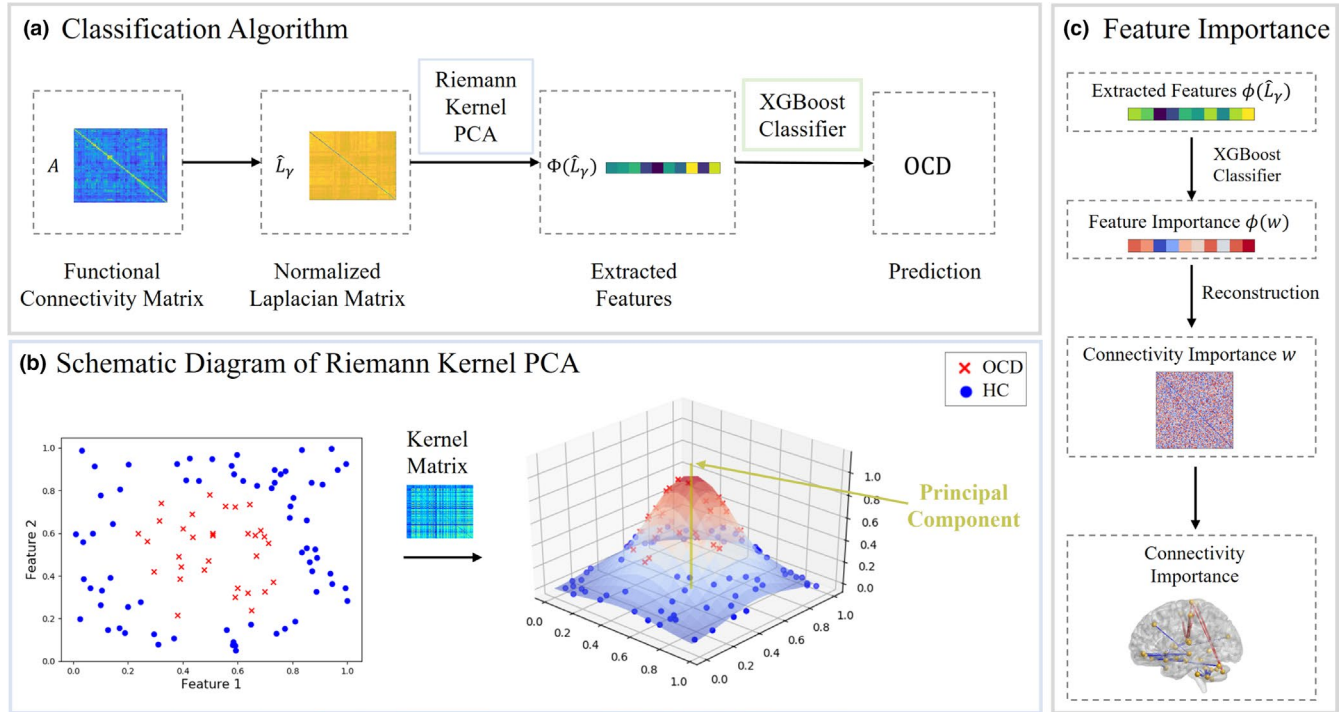 (a) Classification Algorithm
A
L̂γ
Riemann
Kernel
PCA
Φ(L̂γ)
XGBoost
Classifier
OCD
Functional
Connectivity Matrix
Normalized
Laplacian Matrix
Extracted
Features
Prediction
(b) Schematic Diagram of Riemann Kernel PCA
OCD
HC
1.0
0.8
0.6
0.4
0.2
0.0
Feature 2
0.0 0.2 0.4 0.6 0.8 1.0
Feature 1
Kernel
Matrix
Principal
Component
1.0
0.8
0.6
0.4
0.2
0.0
0.0 0.2 0.4 0.6 0.8 1.0
0.0 0.2 0.4 0.6 0.8 1.0
(c) Feature Importance
Extracted Features ϕ(L̂γ)
XGBoost
Classifier
Feature Importance ϕ(w)
Reconstruction
Connectivity Importance w
Connectivity
Importance